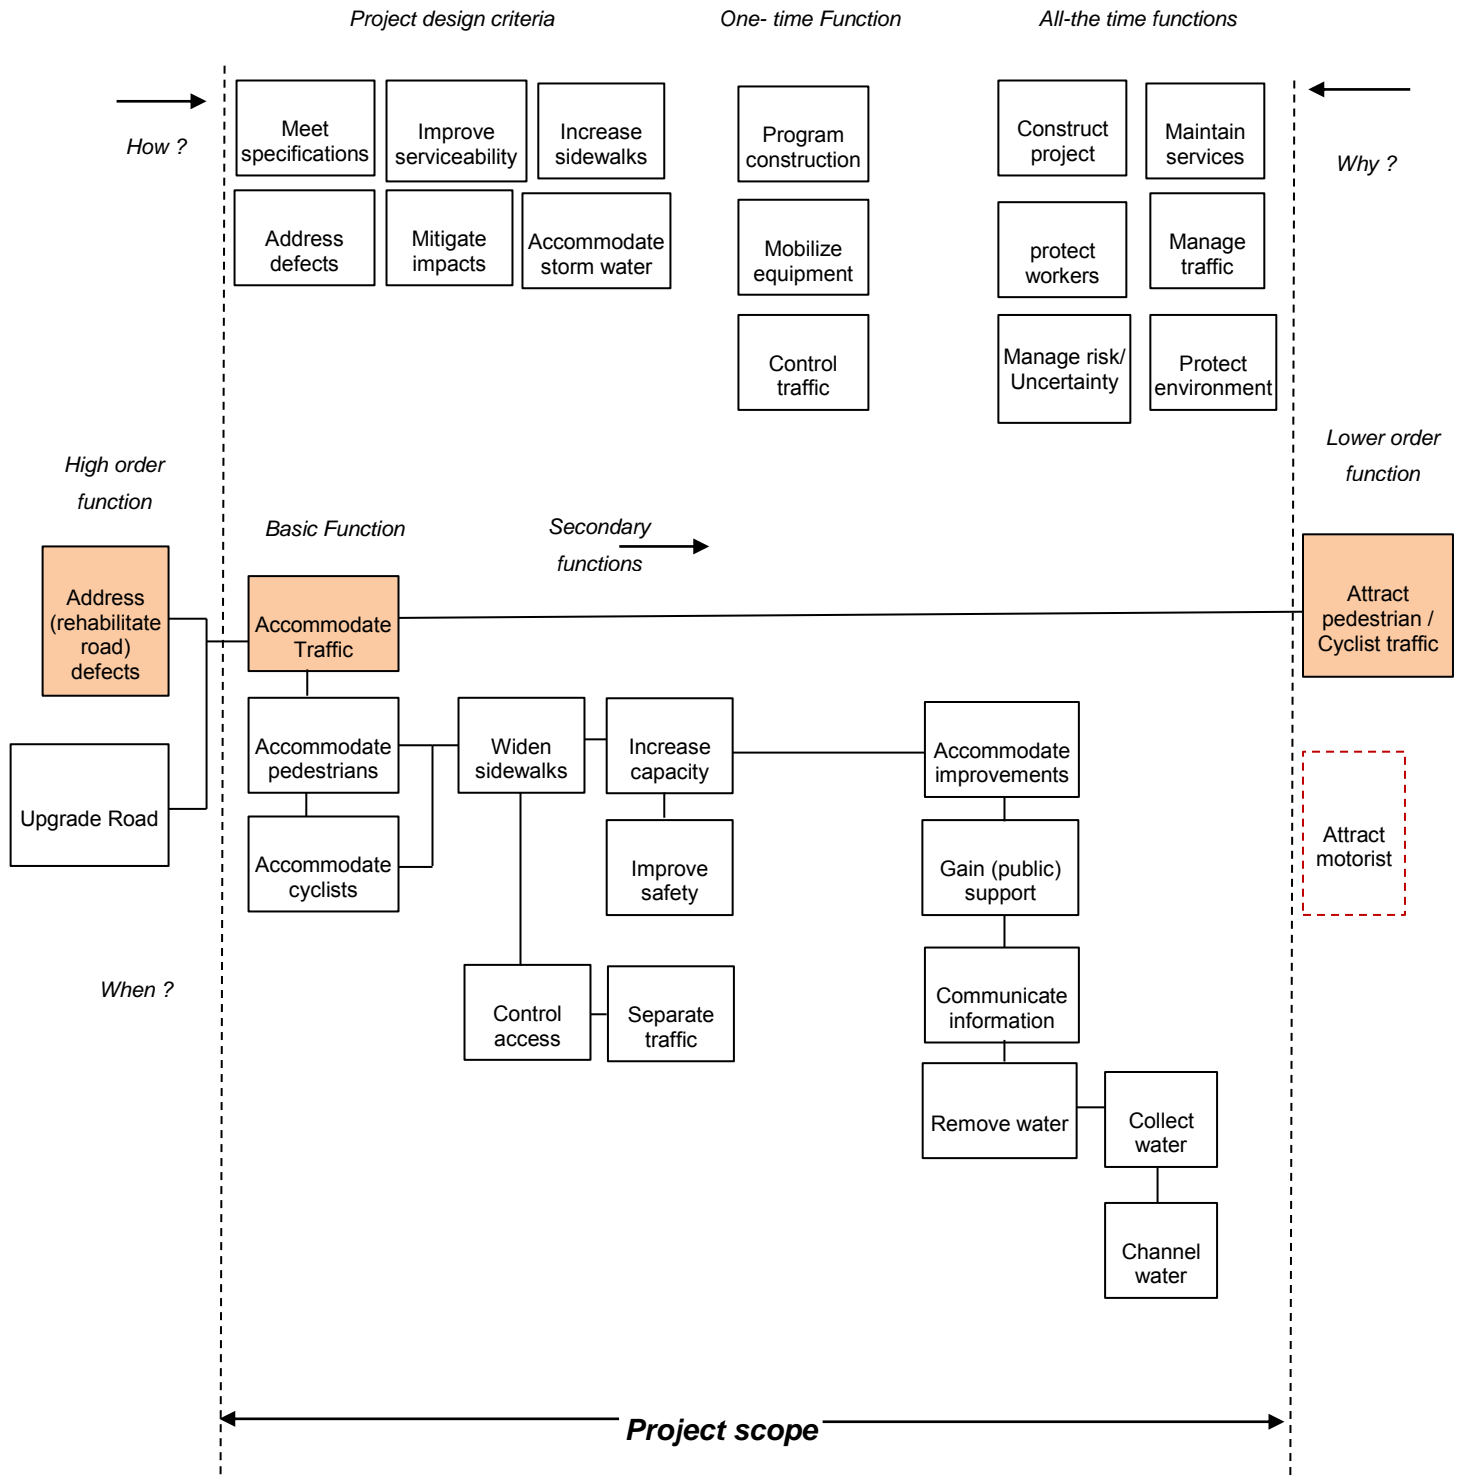 Project design criteria
One- time Function
All-the time functions
How ?
Meet
specifications
Improve
serviceability
Increase
sidewalks
Program
construction
Construct
project
Maintain
services
Why ?
Address
defects
Mitigate
impacts
Accommodate
storm water
Mobilize
equipment
protect
workers
Manage
traffic
Control
traffic
Manage risk/
Uncertainty
Protect
environment
High order
function
Lower order
function
Basic Function
Secondary
functions
Address
(rehabilitate
road)
defects
Accommodate
Traffic
Attract
pedestrian /
Cyclist traffic
Upgrade Road
Accommodate
pedestrians
Widen
sidewalks
Increase
capacity
Accommodate
improvements
Attract
motorist
Accommodate
cyclists
Improve
safety
Gain (public)
support
When ?
Control
access
Separate
traffic
Communicate
information
Remove water
Collect
water
Channel
water
Project scope